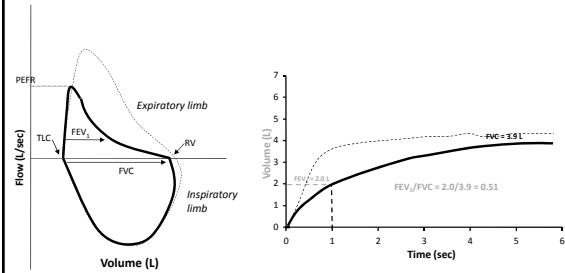 PEFR
Expiratory limb
FEV1
TLC
RV
FVC
Flow (L/sec)
Inspiratory
limb
Volume (L)
7
6
5
4
3
2
1
0
Volume (L)
FVC = 3.9 L
FEV1 = 2.0 L
FEV1/FVC = 2.0/3.9 = 0.51
0
1
2
3
4
5
6
Time (sec)